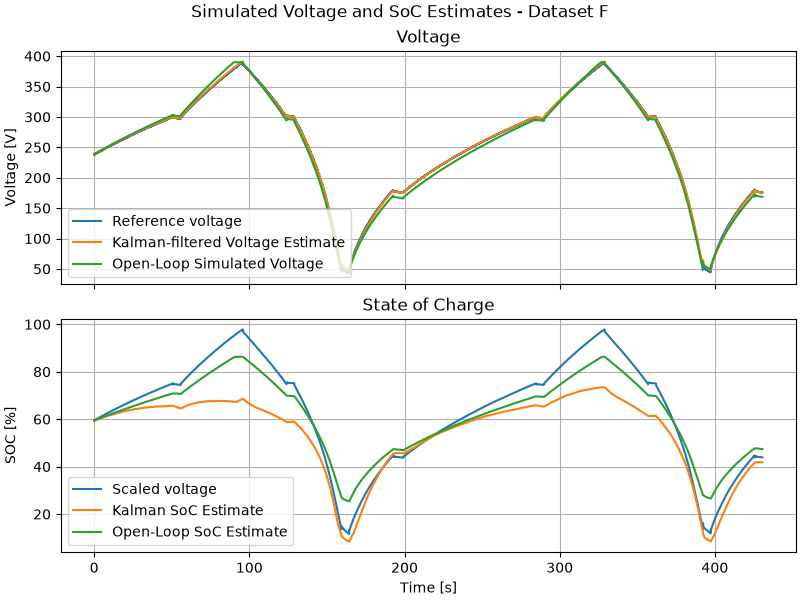 Simulated Voltage and SoC Estimates - Dataset F
Voltage
400
350
300
250
200
150
100
50
Voltage [V]
Reference voltage
Kalman-filtered Voltage Estimate
Open-Loop Simulated Voltage
State of Charge
100
80
60
40
20
SOC [%]
Scaled voltage
Kalman SoC Estimate
Open-Loop SoC Estimate
0
100
200
300
400
Time [s]